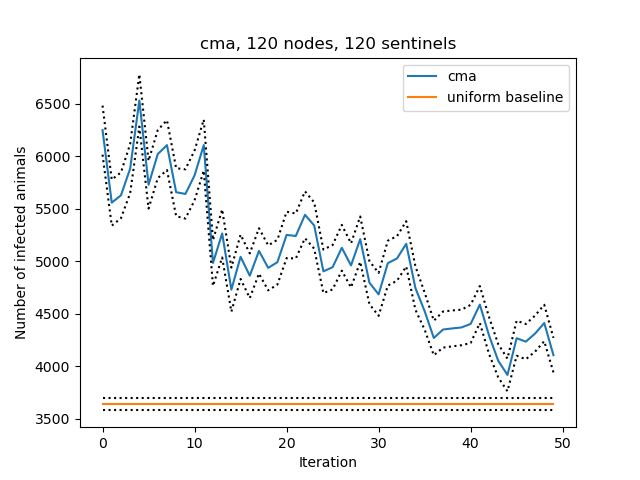 cma, 120 nodes, 120 sentinels
cma
uniform baseline
6500
6000
5500
5000
4500
4000
3500
Number of infected animals
0 10 20 30 40 50
Iteration